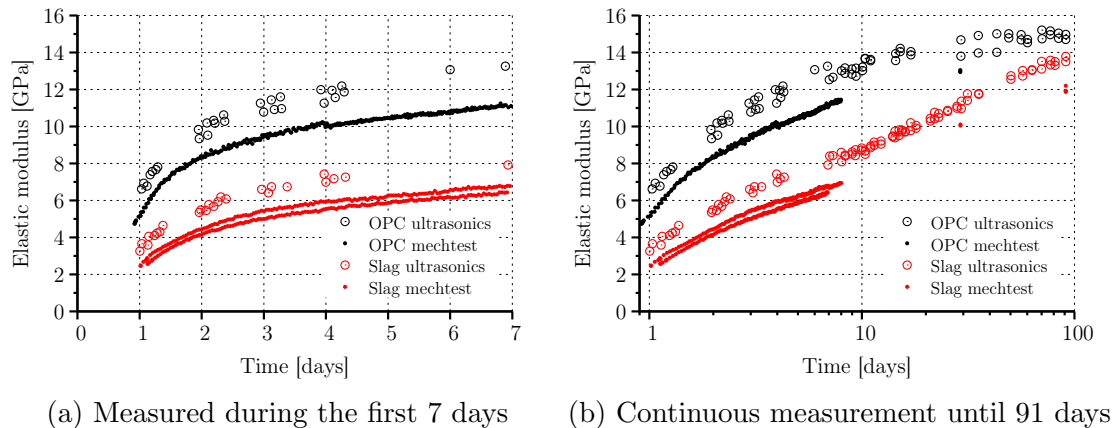 16
14
12
10
8
6
4
2
0
Elastic modulus [GPa]
OPC ultrasonics
OPC mechtest
Slag ultrasonics
Slag mechtest
0 1 2 3 4 5 6 7
Time [days]
(a) Measured during the first 7 days
16
14
12
10
8
6
4
2
0
Elastic modulus [GPa]
OPC ultrasonics
OPC mechtest
Slag ultrasonics
Slag mechtest
1 10 100
Time [days]
(b) Continuous measurement until 91 days